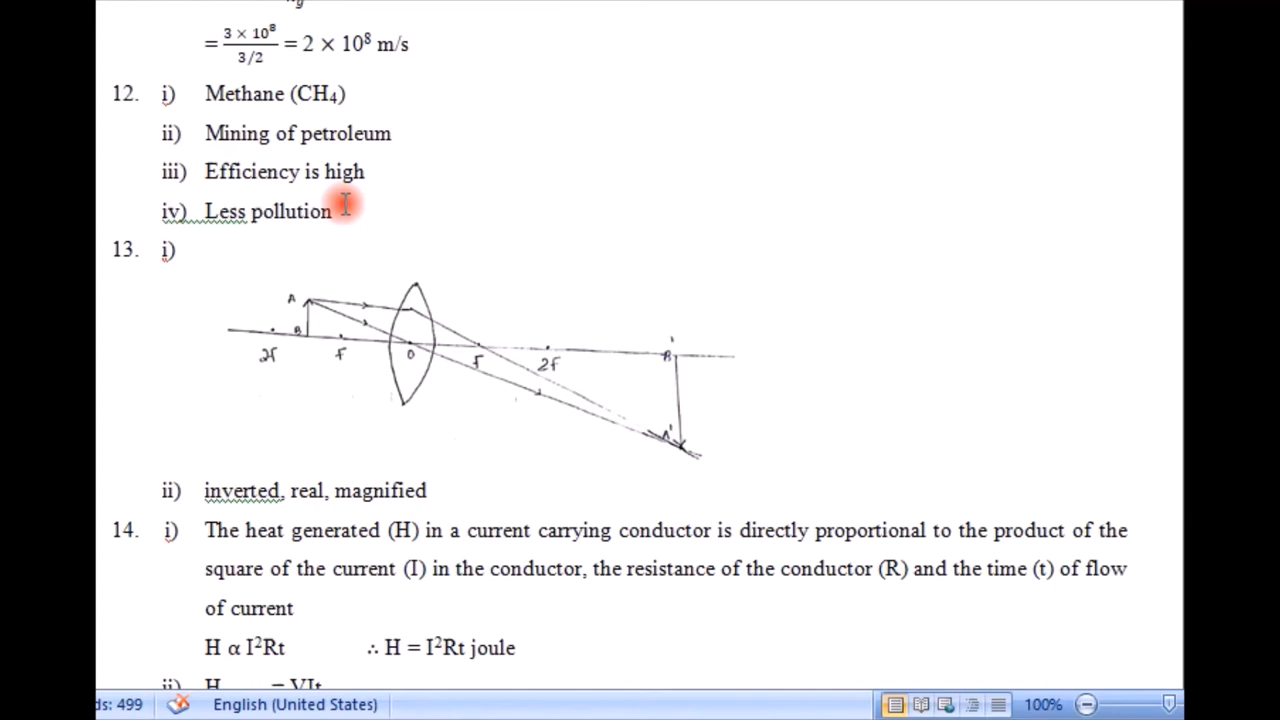 = 3 × 10⁸ / 3/2 = 2 × 10⁸ m/s
12. i) Methane (CH₄)
ii) Mining of petroleum
iii) Efficiency is high
iv) Less pollution
13. i)
A
B
2F F O F 2F B'
A'
ii) inverted, real, magnified
14. i) The heat generated (H) in a current carrying conductor is directly proportional to the product of the
square of the current (I) in the conductor, the resistance of the conductor (R) and the time (t) of flow
of current
H α I²Rt ∴ H = I²Rt joule
ii) H = VIt
ds: 499 English (United States) 100%